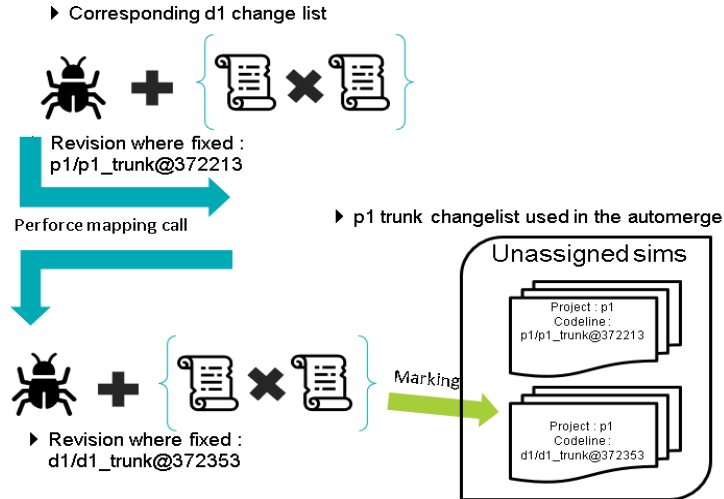 Corresponding d1 change list
Revision where fixed :
p1/p1_trunk@372213
Perforce mapping call
p1 trunk changelist used in the automerge
Unassigned sims
Project : p1
Codeline :
p1/p1_trunk@372213
Marking
Project : p1
Codeline :
d1/d1_trunk@372353
Revision where fixed :
d1/d1_trunk@372353